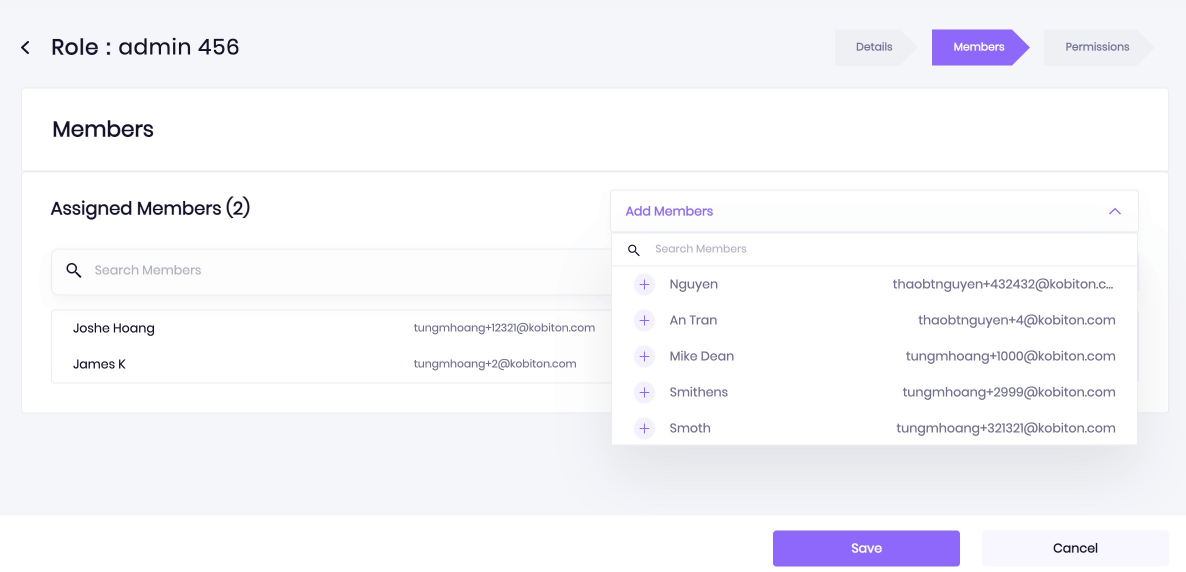 Role : admin 456
Details
Members
Permissions
Members
Assigned Members (2)
Search Members
Joshe Hoang tungmhoang+12321@kobiton.com
James K tungmhoang+2@kobiton.com
Add Members
Search Members
Nguyen thaobtnguyen+432432@kobiton.c...
An Tran thaobtnguyen+4@kobiton.com
Mike Dean tungmhoang+1000@kobiton.com
Smithens tungmhoang+2999@kobiton.com
Smoth tungmhoang+321321@kobiton.com
Save
Cancel